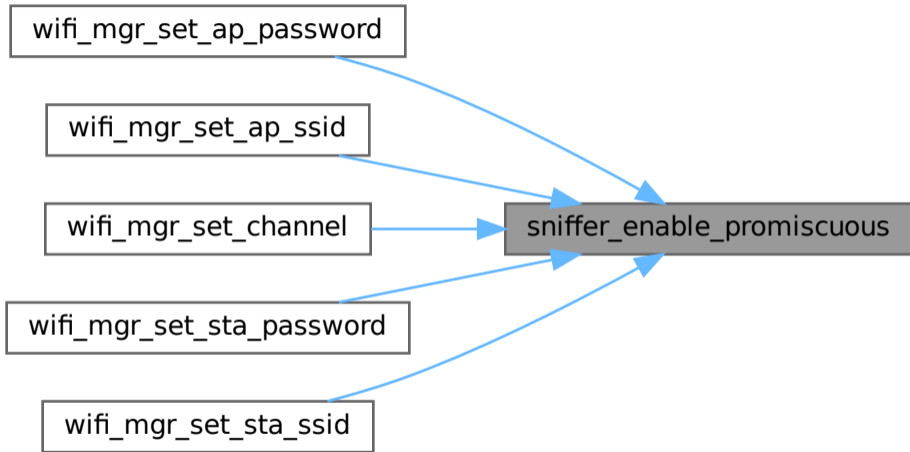 wifi_mgr_set_ap_password
wifi_mgr_set_ap_ssid
wifi_mgr_set_channel
sniffer_enable_promiscuous
wifi_mgr_set_sta_password
wifi_mgr_set_sta_ssid